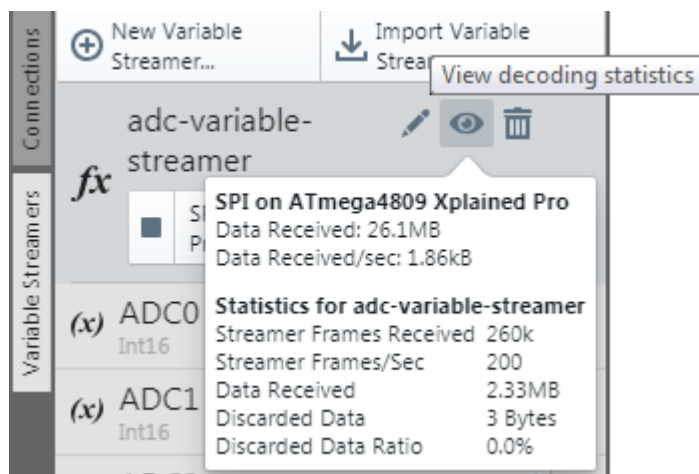 Connections
Variable Streamers
New Variable
Streamer...
Import Variable
View decoding statistics
adc-variable-
streamer
fx
SPI on ATmega4809 Xplained Pro
Data Received: 26.1MB
Data Received/sec: 1.86kB
Statistics for adc-variable-streamer
Streamer Frames Received 260k
Streamer Frames/Sec 200
Data Received 2.33MB
Discarded Data 3 Bytes
Discarded Data Ratio 0.0%
(x) ADC0
Int16
(x) ADC1
Int16